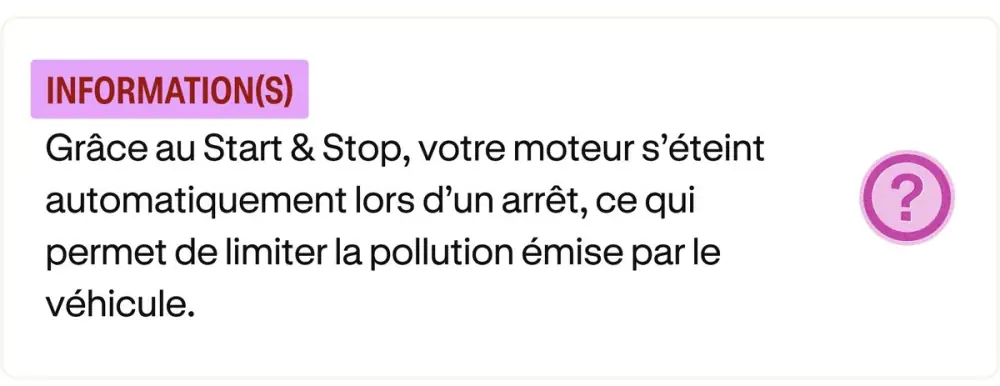 INFORMATION(S)
Grâce au Start & Stop, votre moteur s’éteint
automatiquement lors d’un arrêt, ce qui
permet de limiter la pollution émise par le
véhicule.
?